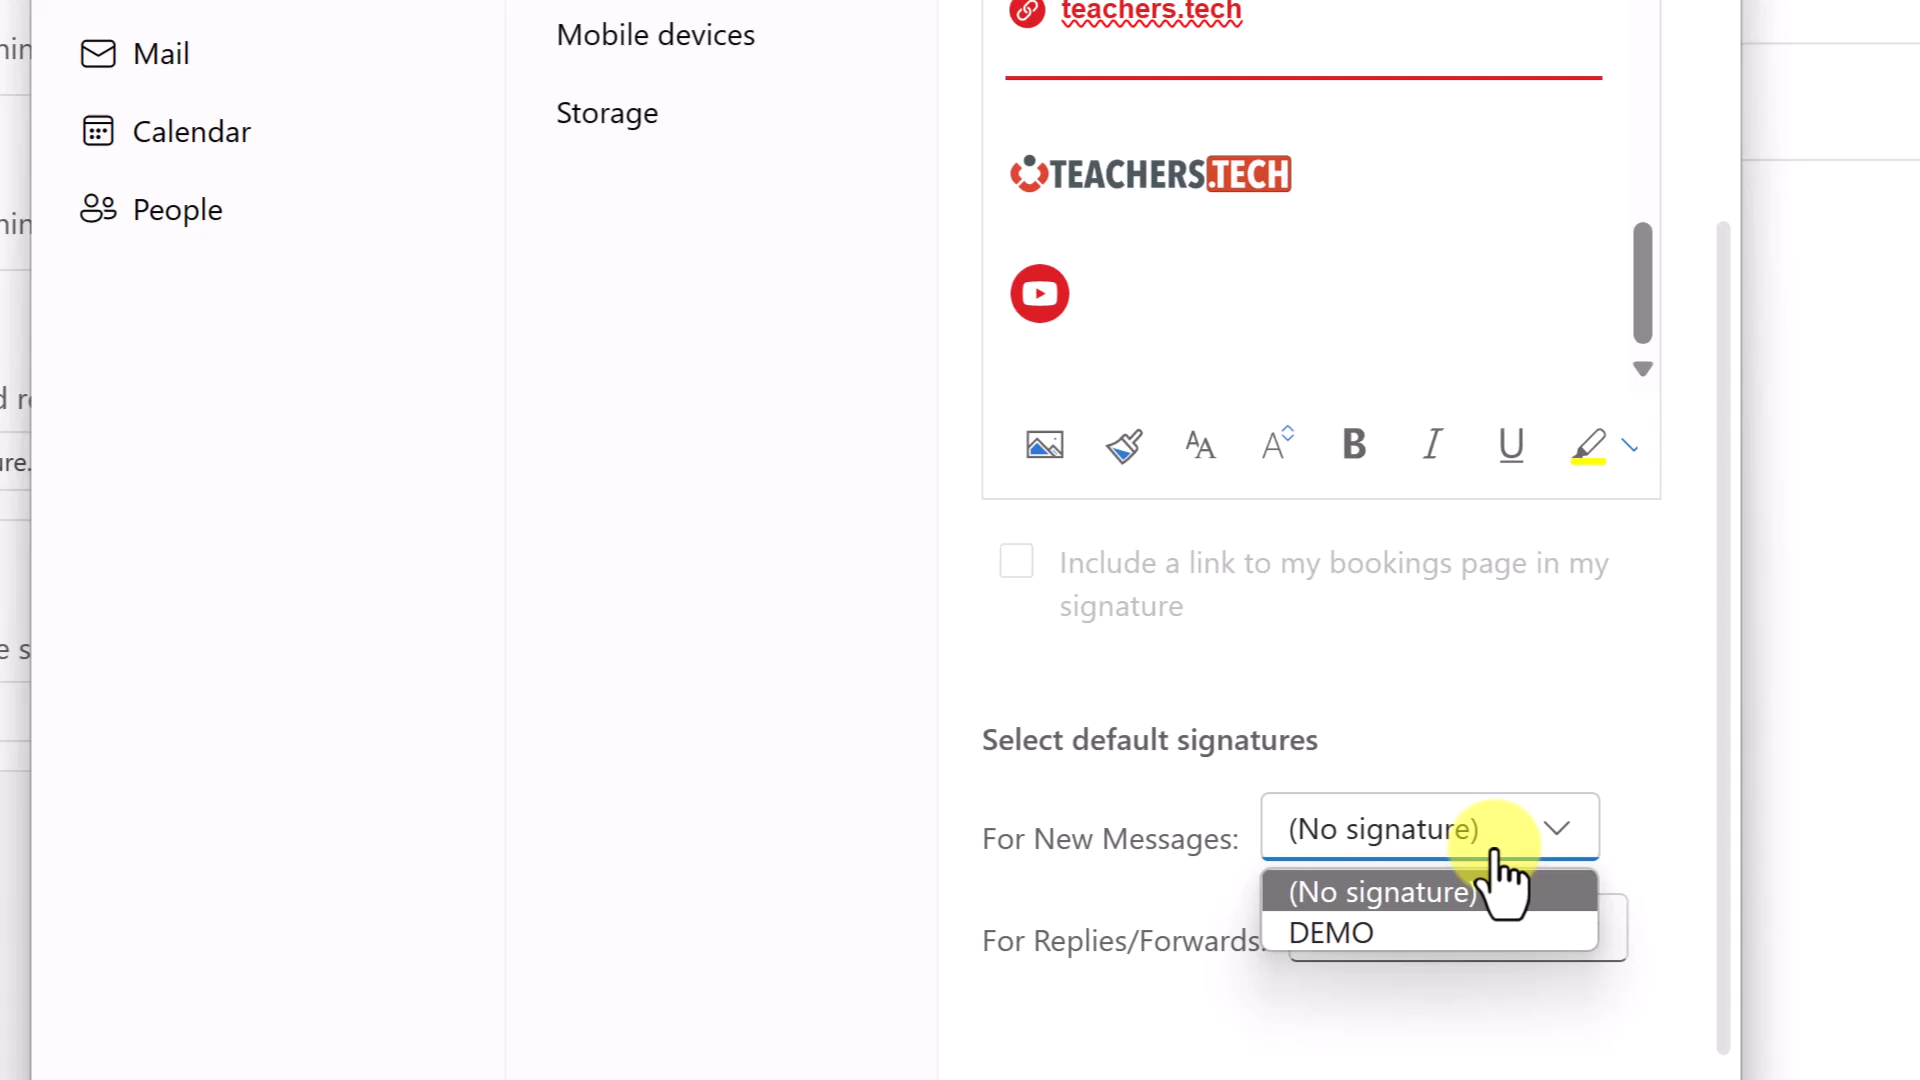 Mail
Calendar
People
Mobile devices
Storage
teachers.tech
TEACHERS.TECH
B I U
Include a link to my bookings page in my
signature
Select default signatures
For New Messages: (No signature)
(No signature)
DEMO
For Replies/Forwards: